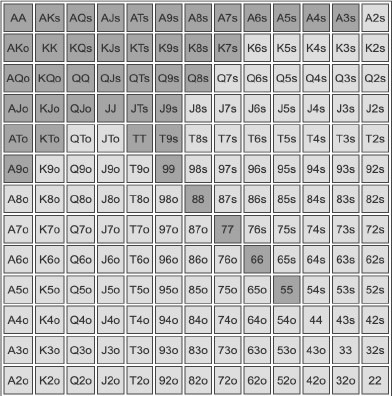 AA AKs AQs AJs ATs A9s A8s A7s A6s A5s A4s A3s A2s
AKo KK KQs KJs KTs K9s K8s K7s K6s K5s K4s K3s K2s
AQo KQo QQ QJs QTs Q9s Q8s Q7s Q6s Q5s Q4s Q3s Q2s
AJo KJo QJo JJ JTs J9s J8s J7s J6s J5s J4s J3s J2s
ATo KTo QTo JTo TT T9s T8s T7s T6s T5s T4s T3s T2s
A9o K9o Q9o J9o T9o 99 98s 97s 96s 95s 94s 93s 92s
A8o K8o Q8o J8o T8o 98o 88 87s 86s 85s 84s 83s 82s
A7o K7o Q7o J7o T7o 97o 87o 77 76s 75s 74s 73s 72s
A6o K6o Q6o J6o T6o 96o 86o 76o 66 65s 64s 63s 62s
A5o K5o Q5o J5o T5o 95o 85o 75o 65o 55 54s 53s 52s
A4o K4o Q4o J4o T4o 94o 84o 74o 64o 54o 44 43s 42s
A3o K3o Q3o J3o T3o 93o 83o 73o 63o 53o 43o 33 32s
A2o K2o Q2o J2o T2o 92o 82o 72o 62o 52o 42o 32o 22